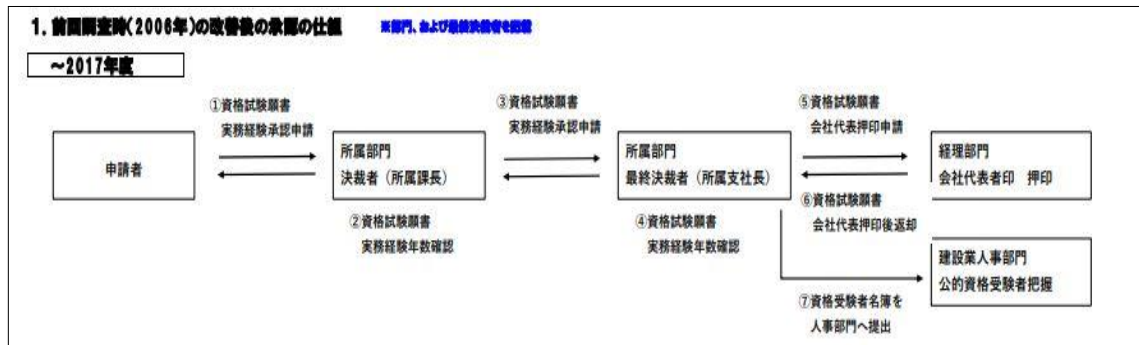 1. 前回調査時(2006年)の改善後の承認の仕組
※部門、および最終決裁者を記載
～2017年度
①資格試験願書
実務経験承認申請
③資格試験願書
実務経験承認申請
⑤資格試験願書
会社代表押印申請
申請者
所属部門
決裁者（所属課長）
所属部門
最終決裁者（所属支社長）
経理部門
会社代表者印　押印
②資格試験願書
実務経験年数確認
④資格試験願書
実務経験年数確認
⑥資格試験願書
会社代表押印後返却
建設業人事部門
公的資格受験者把握
⑦資格受験者名簿を
人事部門へ提出